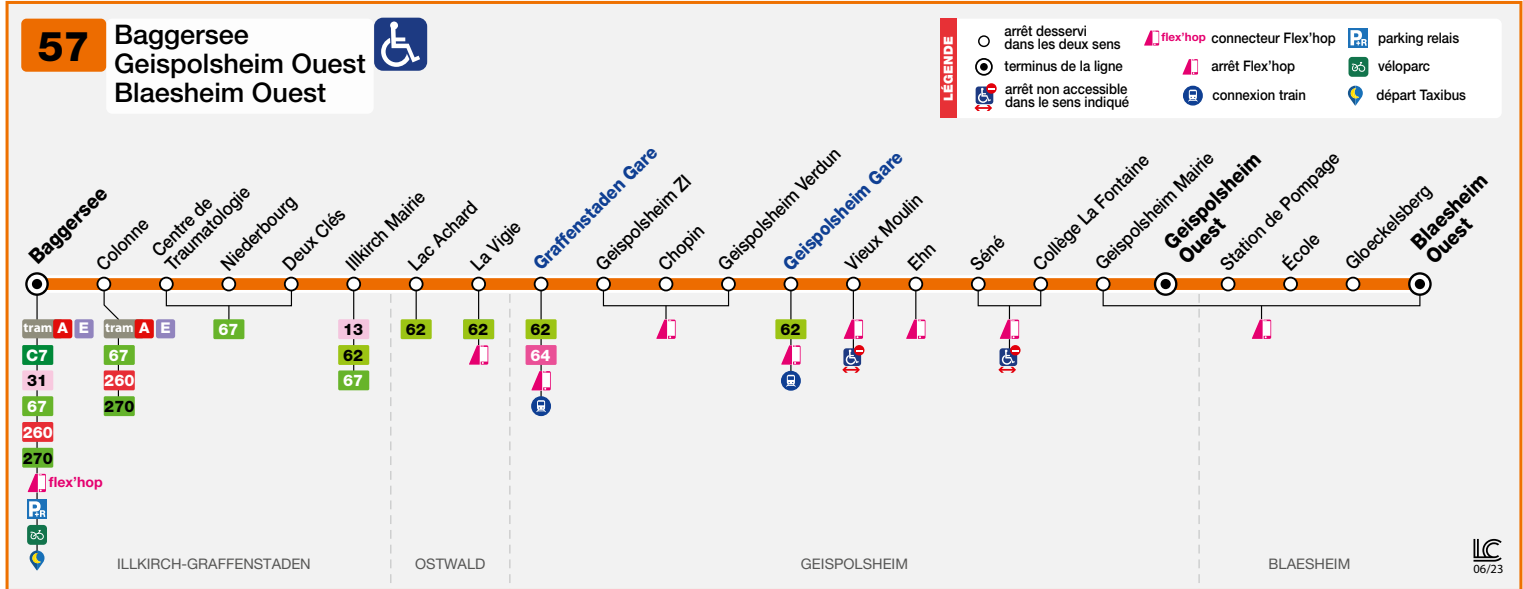 57
Baggersee
Geispolsheim Ouest
Blaesheim Ouest
LÉGENDE
arrêt desservi
dans les deux sens
terminus de la ligne
arrêt non accessible
dans le sens indiqué
flex'hop connecteur Flex'hop
arrêt Flex'hop
connexion train
P+R parking relais
véloparc
départ Taxibus
Baggersee
Colonne
Centre de
Traumatologie
Niederbourg
Deux Clés
Illkirch Mairie
Lac Achard
La Vigie
Graffenstaden Gare
Geispolsheim ZI
Chopin
Geispolsheim Verdun
Geispolsheim Gare
Vieux Moulin
Ehn
Séné
Collège La Fontaine
Geispolsheim Mairie
Geispolsheim
Ouest
Station de Pompage
École
Gloeckelsberg
Blaesheim
Ouest
tram A E
C7
31
67
260
270
flex'hop
P+R
tram A E
67
260
270
67
13
62
67
62
62
62
64
62
ILLKIRCH-GRAFFENSTADEN
OSTWALD
GEISPOLSHEIM
BLAESHEIM
LC
06/23